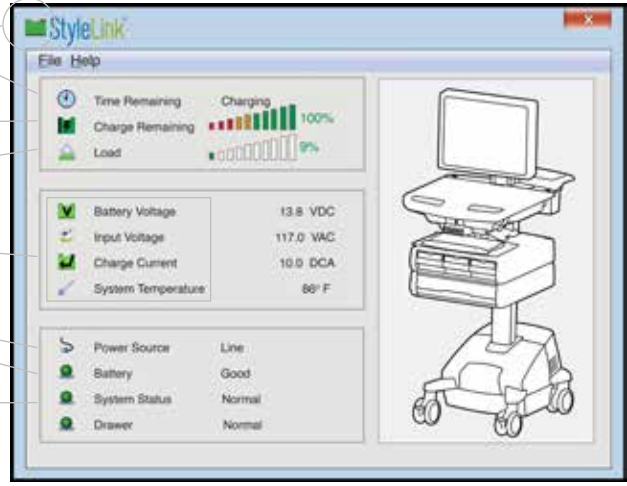 StyleLink
File Help
Time Remaining Charging
Charge Remaining 100%
Load 9%
Battery Voltage 13.8 VDC
Input Voltage 117.0 VAC
Charge Current 10.0 DCA
System Temperature 86° F
Power Source Line
Battery Good
System Status Normal
Drawer Normal